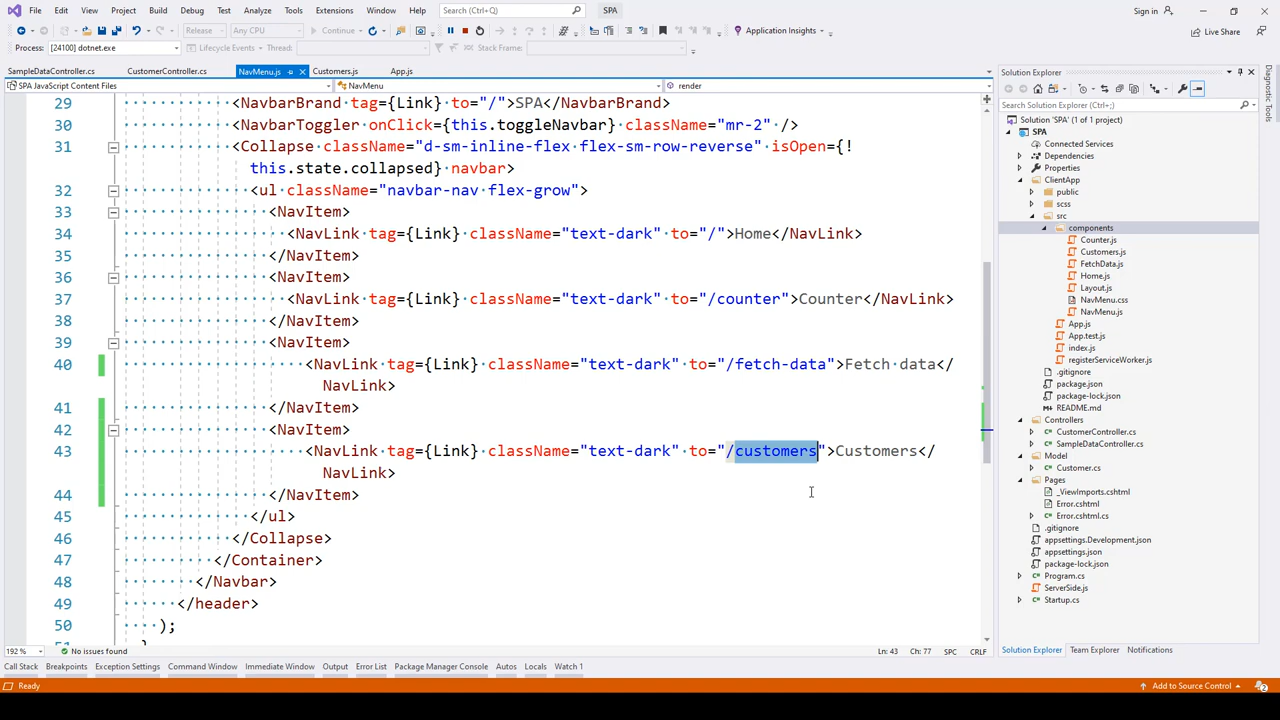 File Edit View Project Build Debug Test Analyze Tools Extensions Window Help Search (Ctrl+Q) SPA Sign in
Release Any CPU Continue Application Insights Live Share
Process: [24100] dotnet.exe Lifecycle Events Thread: Stack Frame:
SampleDataController.cs CustomerController.cs NavMenu.js Customers.js App.js
SPA JavaScript Content Files NavMenu render
29 <NavbarBrand tag={Link} to="/">SPA</NavbarBrand>
30 <NavbarToggler onClick={this.toggleNavbar} className="mr-2" />
31 <Collapse className="d-sm-inline-flex flex-sm-row-reverse" isOpen={!
this.state.collapsed} navbar>
32 <ul className="navbar-nav flex-grow">
33 <NavItem>
34 <NavLink tag={Link} className="text-dark" to="/">Home</NavLink>
35 </NavItem>
36 <NavItem>
37 <NavLink tag={Link} className="text-dark" to="/counter">Counter</NavLink>
38 </NavItem>
39 <NavItem>
40 <NavLink tag={Link} className="text-dark" to="/fetch-data">Fetch data</
NavLink>
41 </NavItem>
42 <NavItem>
43 <NavLink tag={Link} className="text-dark" to="/customers">Customers</
NavLink>
44 </NavItem>
45 </ul>
46 </Collapse>
47 </Container>
48 </Navbar>
49 </header>
50 );
192 % No issues found Ln: 43 Ch: 77 SPC CRLF
Solution Explorer
Search Solution Explorer (Ctrl+;)
Solution 'SPA' (1 of 1 project)
SPA
Connected Services
Dependencies
Properties
ClientApp
public
scss
src
components
Counter.js
Customers.js
FetchData.js
Home.js
Layout.js
NavMenu.css
NavMenu.js
App.js
App.test.js
index.js
registerServiceWorker.js
.gitignore
package.json
package-lock.json
README.md
Controllers
CustomerController.cs
SampleDataController.cs
Model
Customer.cs
Pages
_ViewImports.cshtml
Error.cshtml
Error.cshtml.cs
.gitignore
appsettings.Development.json
appsettings.json
package-lock.json
Program.cs
ServerSide.js
Startup.cs
Solution Explorer Team Explorer Notifications
Diagnostic Tools
Call Stack Breakpoints Exception Settings Command Window Immediate Window Output Error List Package Manager Console Autos Locals Watch 1
Ready Add to Source Control 2